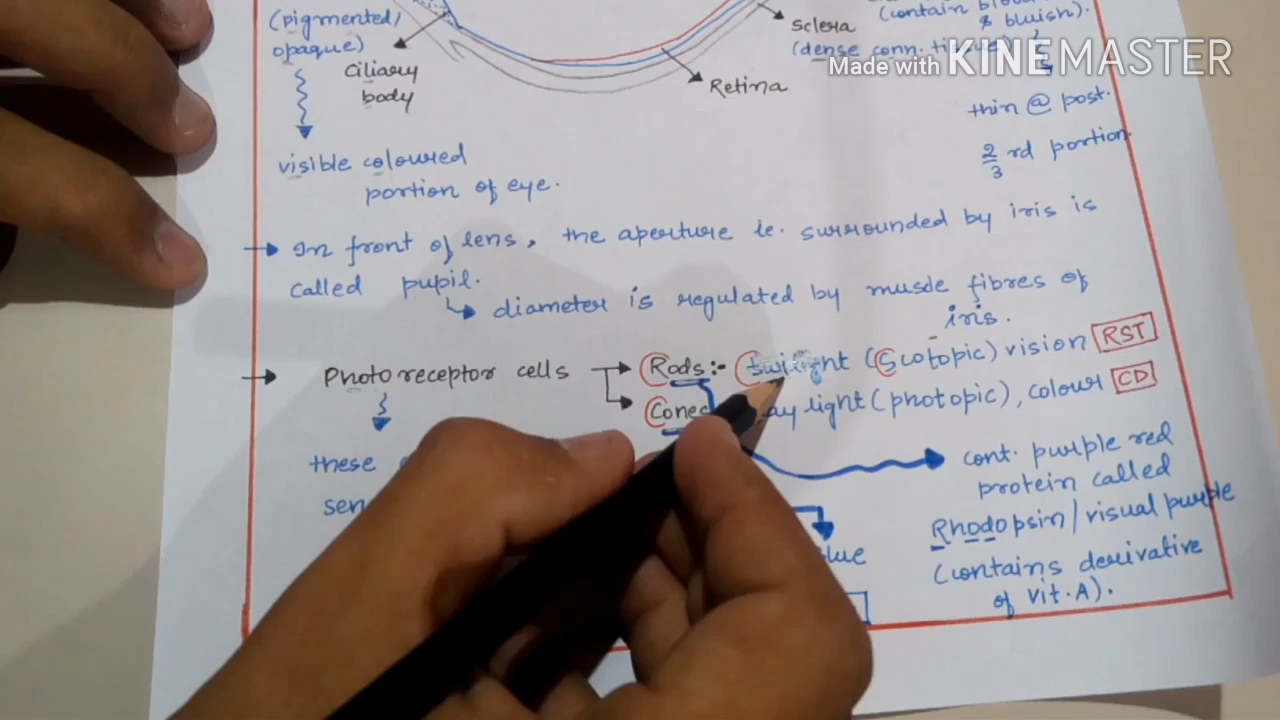 (pigmented/
opaque)
ciliary
body
Sclera
(dense conn.
Retina
(contain
& bluish).
Made with KINEMASTER
thin @ post.
2/3 rd portion
visible coloured
portion of eye.
In front of lens, the aperture ie. surrounded by iris is
called pupil.
diameter is regulated by muscle fibres of
iris.
Photoreceptor cells
Rods :- twilight (Scotopic) vision RST
Cones light (photopic), colour CD
these
cont. purple red
protein called
Rhodopsin / visual purple
(contains derivative
of vit. A).